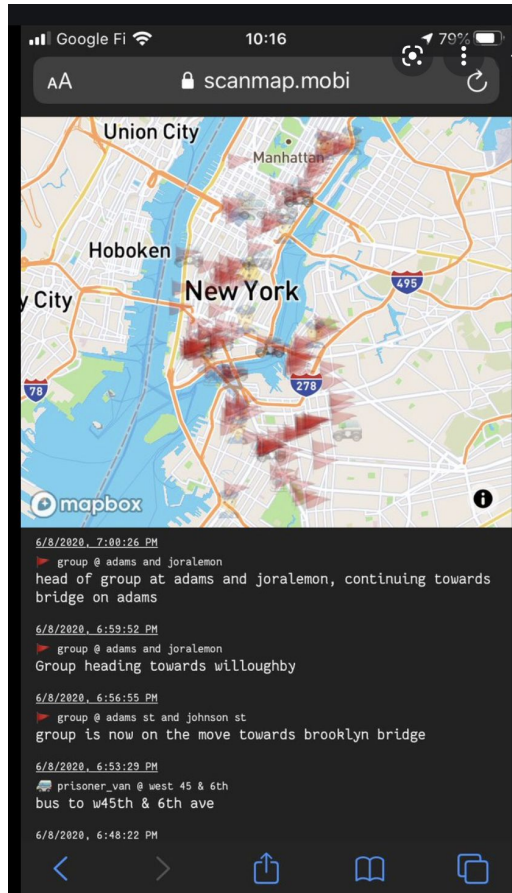 Google Fi 10:16 79%
AA scanmap.mobi
Union City
Manhattan
Hoboken
New York
y City
495
278
78
mapbox
6/8/2020, 7:00:26 PM
group @ adams and joralemon
head of group at adams and joralemon, continuing towards
bridge on adams
6/8/2020, 6:59:52 PM
group @ adams and joralemon
Group heading towards willoughby
6/8/2020, 6:56:55 PM
group @ adams st and johnson st
group is now on the move towards brooklyn bridge
6/8/2020, 6:53:29 PM
prisoner_van @ west 45 & 6th
bus to w45th & 6th ave
6/8/2020, 6:48:22 PM